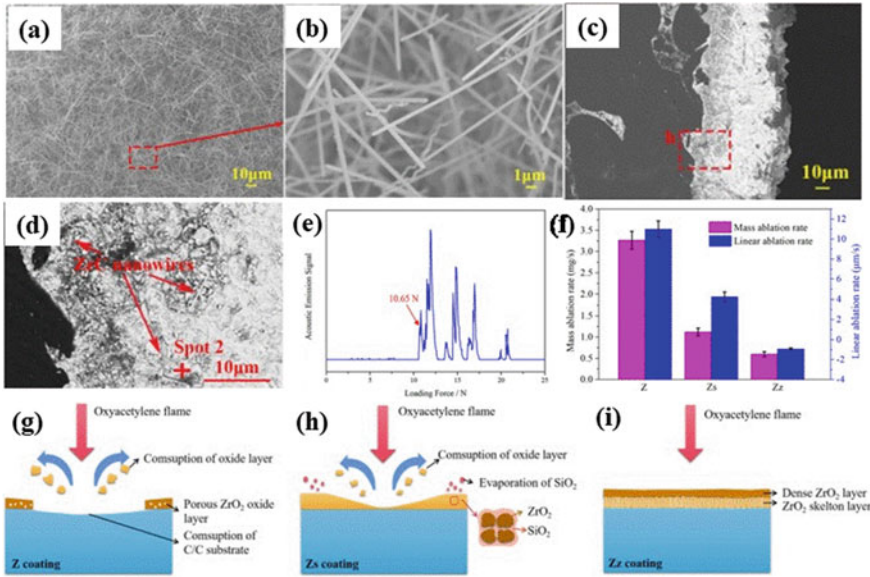 (a)
10μm
(b)
1μm
(c)
h
10μm
(d)
ZrC nanowires
Spot 2
10μm
(e)
Acoustic Emission Signal
10.65 N
0 5 10 15 20 25
Loading Force / N
(f)
Mass ablation rate
Linear ablation rate
Mass ablation rate (mg/s)
4.0
3.5
3.0
2.5
2.0
1.5
1.0
0.5
0.0
Z Zs Zz
Linear ablation rate (μm/s)
10
8
6
4
2
0
-2
-4
(g)
Oxyacetylene flame
Comsuption of oxide layer
Porous ZrO2 oxide
layer
Comsuption of
C/C substrate
Z coating
(h)
Oxyacetylene flame
Comsuption of oxide layer
Evaporation of SiO2
ZrO2
SiO2
Zs coating
(i)
Oxyacetylene flame
Dense ZrO2 layer
ZrO2 skelton layer
Zz coating